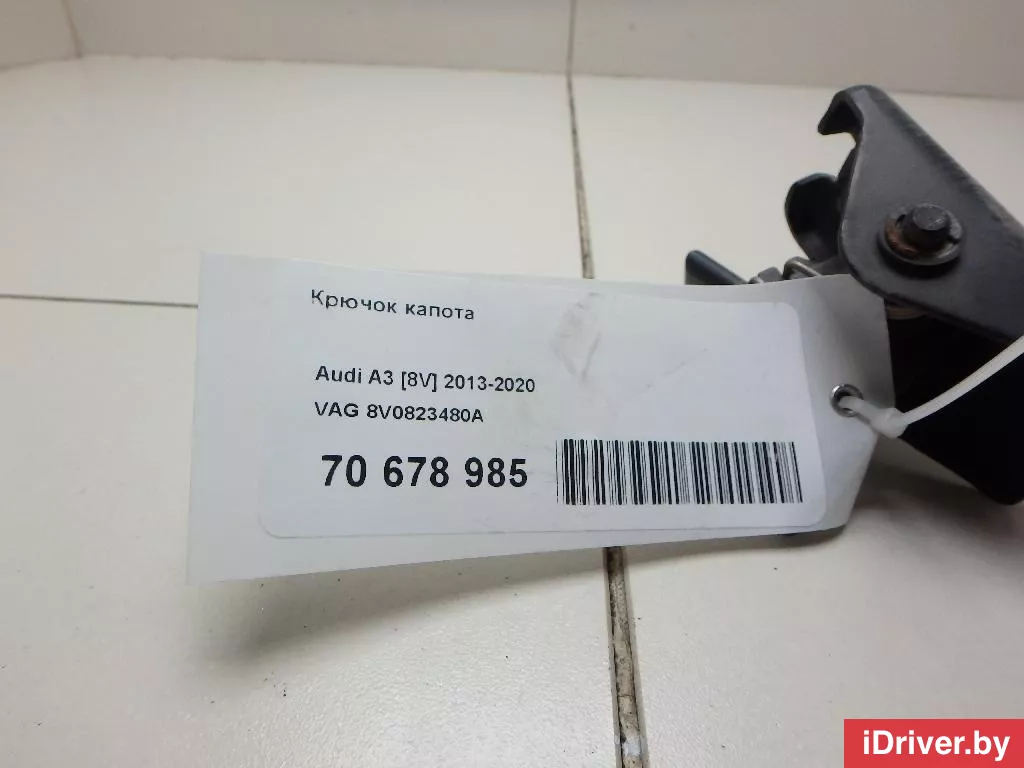 Крючок капота
Audi A3 [8V] 2013-2020
VAG 8V0823480A
70 678 985
iDriver.by